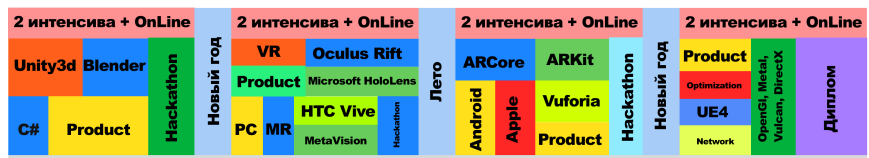 2 интенсива + OnLine
Unity3d
Blender
Hackathon
C#
Product
Новый год
2 интенсива + OnLine
VR
Oculus Rift
Product
Microsoft HoloLens
PC
MR
HTC Vive
MetaVision
Hackathon
Лето
2 интенсива + OnLine
ARCore
ARKit
Hackathon
Android
Apple
Vuforia
Product
Новый год
2 интенсива + OnLine
Product
Optimization
UE4
Network
OpenGl, Metal,
Vulcan, DirectX
Диплом